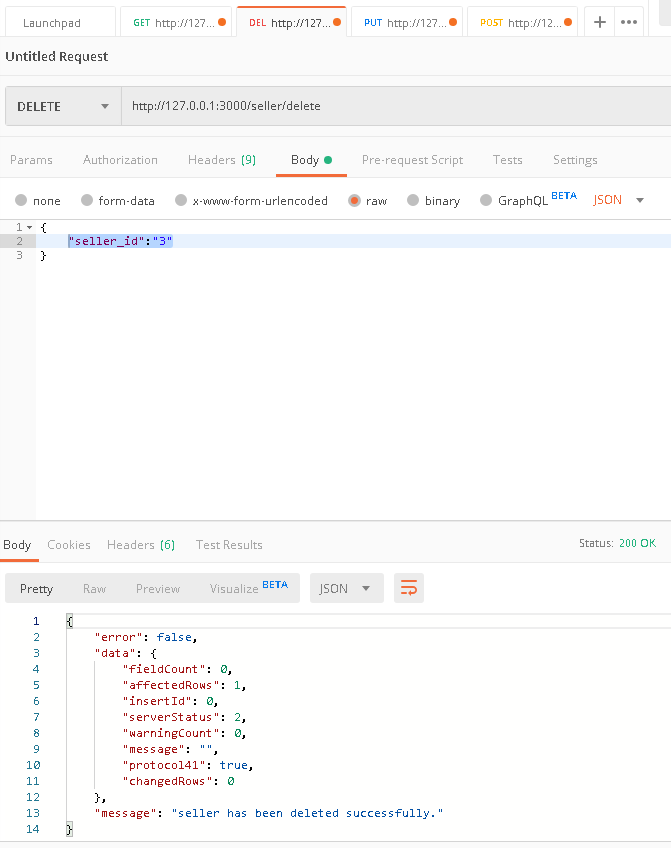 Launchpad GET http://127... DEL http://127... PUT http://127... POST http://12... + •••
Untitled Request
DELETE http://127.0.0.1:3000/seller/delete
Params Authorization Headers (9) Body Pre-request Script Tests Settings
none form-data x-www-form-urlencoded raw binary GraphQL BETA JSON
1 {
2 "seller_id":"3"
3 }
Body Cookies Headers (6) Test Results Status: 200 OK
Pretty Raw Preview Visualize BETA JSON
1 {
2 "error": false,
3 "data": {
4 "fieldCount": 0,
5 "affectedRows": 1,
6 "insertId": 0,
7 "serverStatus": 2,
8 "warningCount": 0,
9 "message": "",
10 "protocol41": true,
11 "changedRows": 0
12 },
13 "message": "seller has been deleted successfully."
14 }